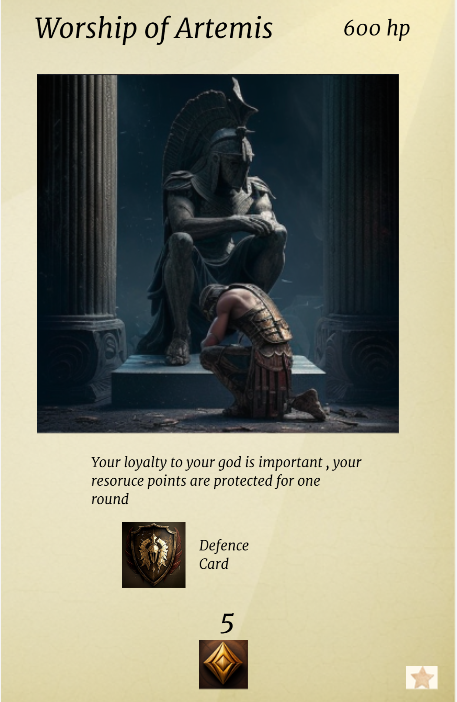 Worship of Artemis
600 hp
Your loyalty to your god is important , your
resoruce points are protected for one
round
Defence
Card
5